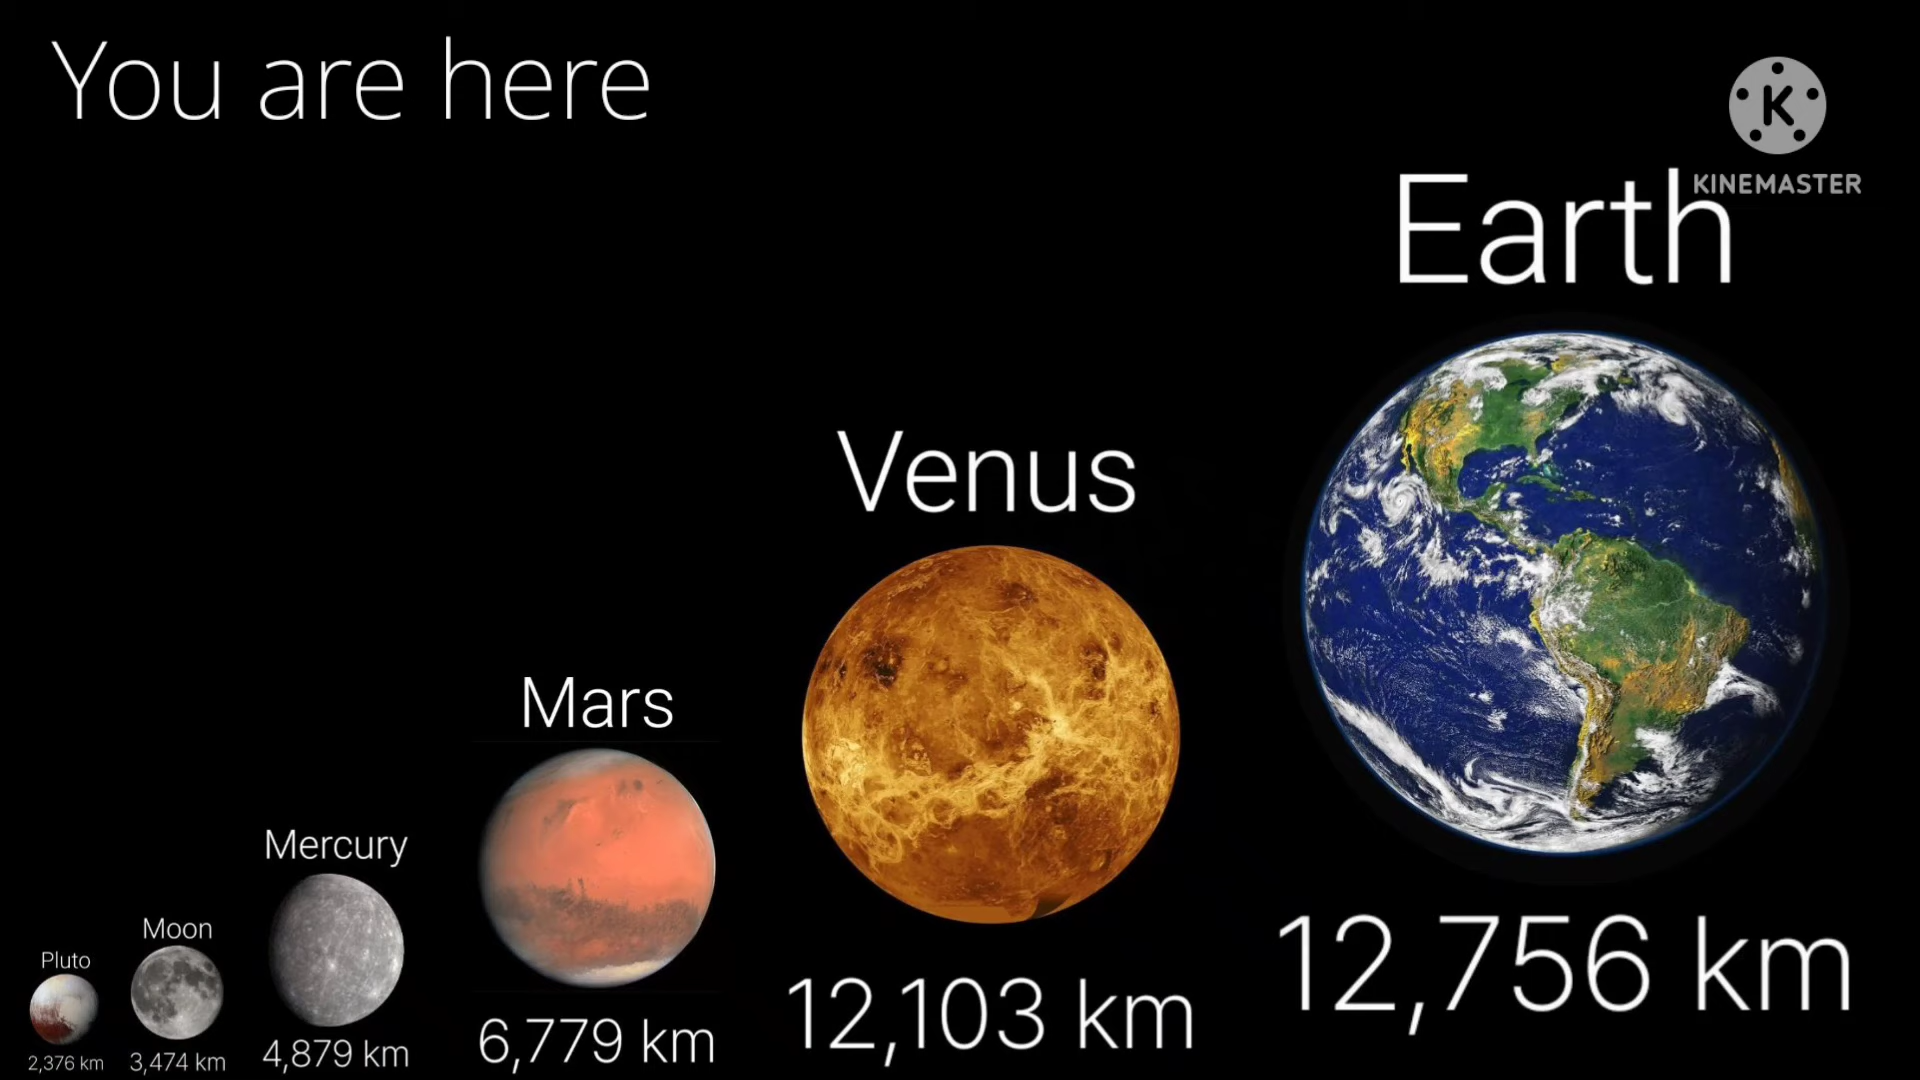 You are here
K
KINEMASTER
Earth
Venus
Mars
Mercury
Moon
Pluto
2,376 km
3,474 km
4,879 km
6,779 km
12,103 km
12,756 km